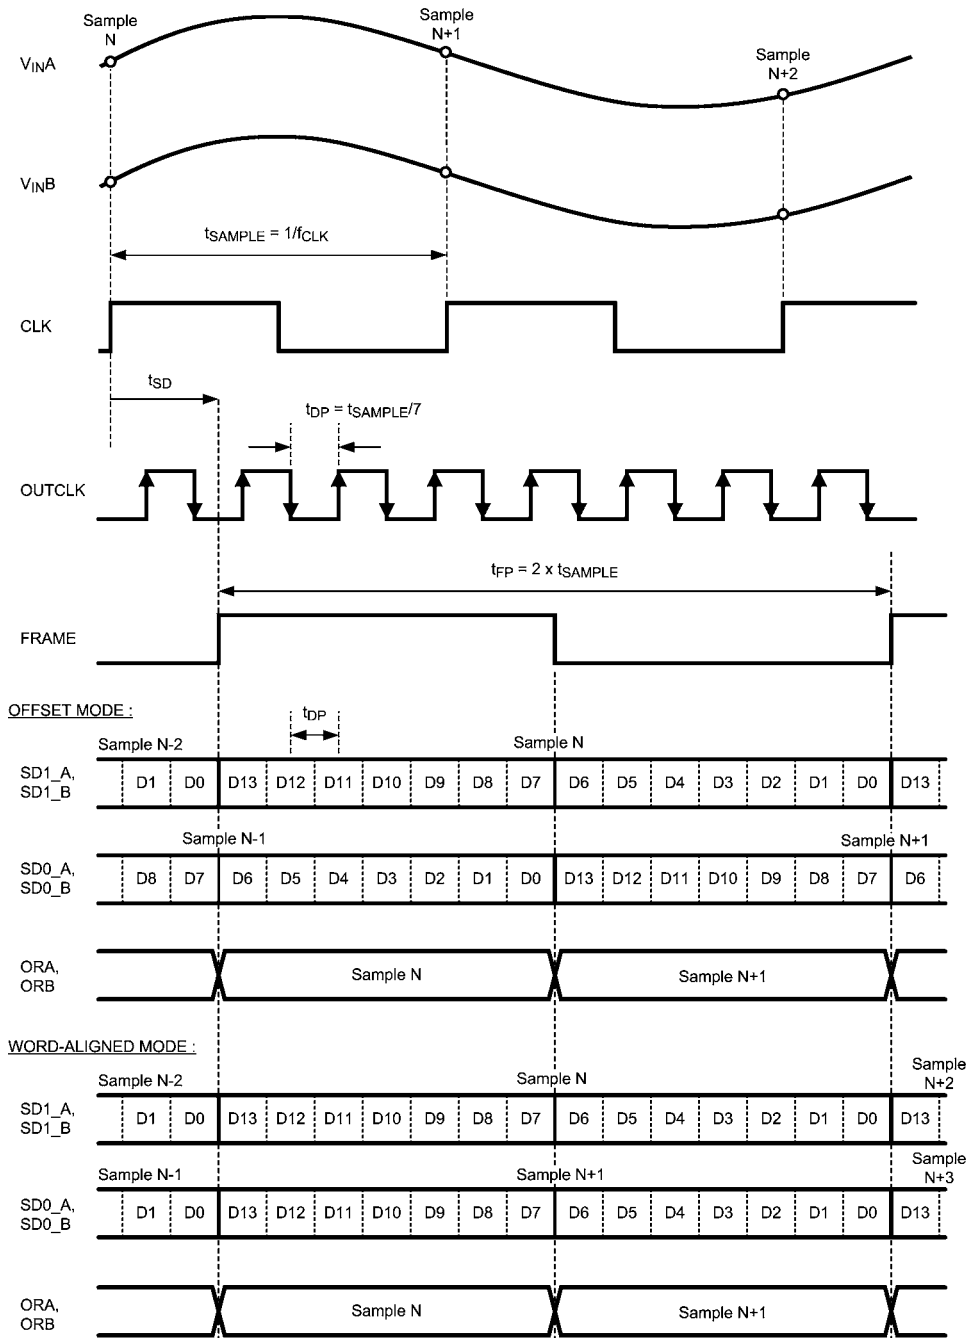 Sample
N
Sample
N+1
Sample
N+2
VINA
VINB
tSAMPLE = 1/fCLK
CLK
tSD
tDP = tSAMPLE/7
OUTCLK
tFP = 2 x tSAMPLE
FRAME
OFFSET MODE :
tDP
Sample N-2
Sample N
SD1_A,
SD1_B
D1 D0 D13 D12 D11 D10 D9 D8 D7 D6 D5 D4 D3 D2 D1 D0 D13
Sample N-1
Sample N+1
SD0_A,
SD0_B
D8 D7 D6 D5 D4 D3 D2 D1 D0 D13 D12 D11 D10 D9 D8 D7 D6
ORA,
ORB
Sample N
Sample N+1
WORD-ALIGNED MODE :
Sample N-2
Sample N
Sample
N+2
SD1_A,
SD1_B
D1 D0 D13 D12 D11 D10 D9 D8 D7 D6 D5 D4 D3 D2 D1 D0 D13
Sample N-1
Sample N+1
Sample
N+3
SD0_A,
SD0_B
D1 D0 D13 D12 D11 D10 D9 D8 D7 D6 D5 D4 D3 D2 D1 D0 D13
ORA,
ORB
Sample N
Sample N+1